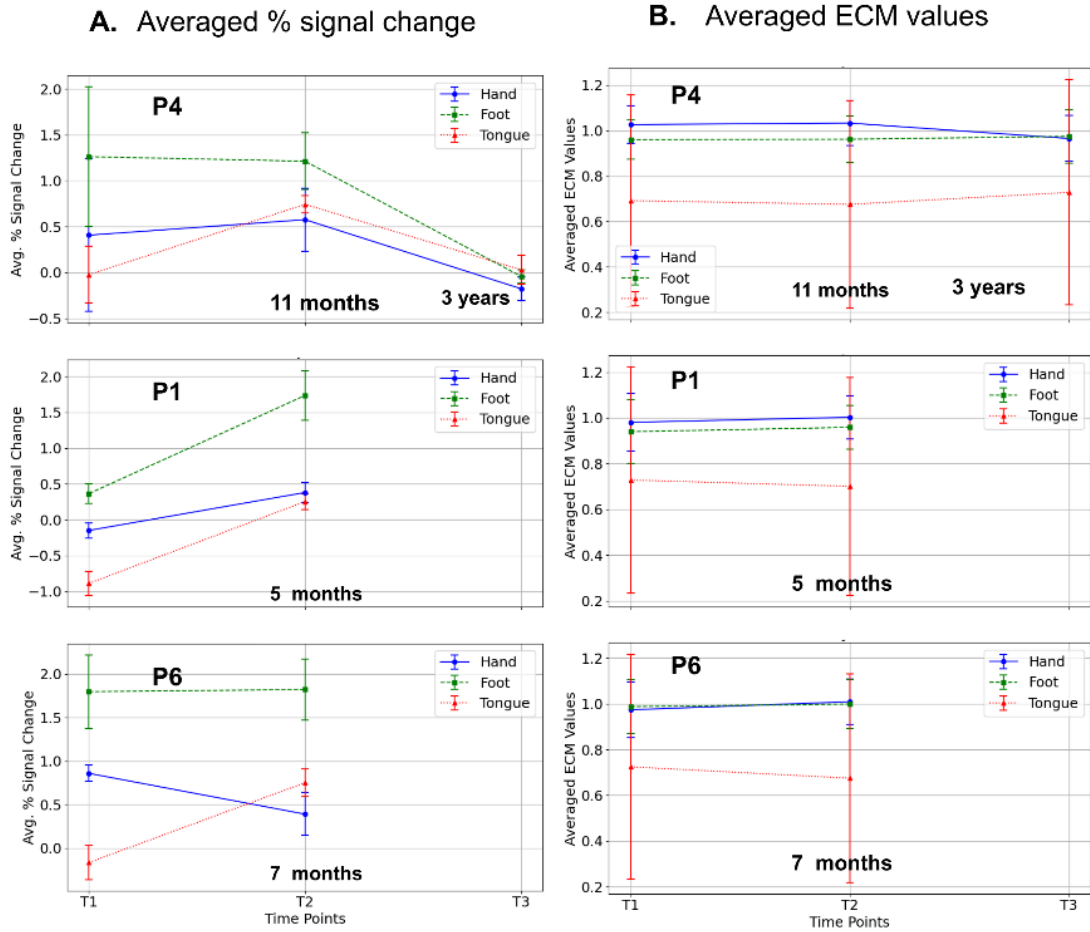 A. Averaged % signal change
B. Averaged ECM values
P4
Hand
Foot
Tongue
2.0
1.5
1.0
0.5
0.0
−0.5
Avg. % Signal Change
11 months
3 years
P4
Hand
Foot
Tongue
1.2
1.0
0.8
0.6
0.4
0.2
Averaged ECM Values
11 months
3 years
P1
Hand
Foot
Tongue
2.0
1.5
1.0
0.5
0.0
−0.5
−1.0
Avg. % Signal Change
5 months
P1
Hand
Foot
Tongue
1.2
1.0
0.8
0.6
0.4
0.2
Averaged ECM Values
5 months
P6
Hand
Foot
Tongue
2.0
1.5
1.0
0.5
0.0
Avg. % Signal Change
7 months
T1
T2
T3
Time Points
P6
Hand
Foot
Tongue
1.2
1.0
0.8
0.6
0.4
0.2
Averaged ECM Values
7 months
T1
T2
T3
Time Points